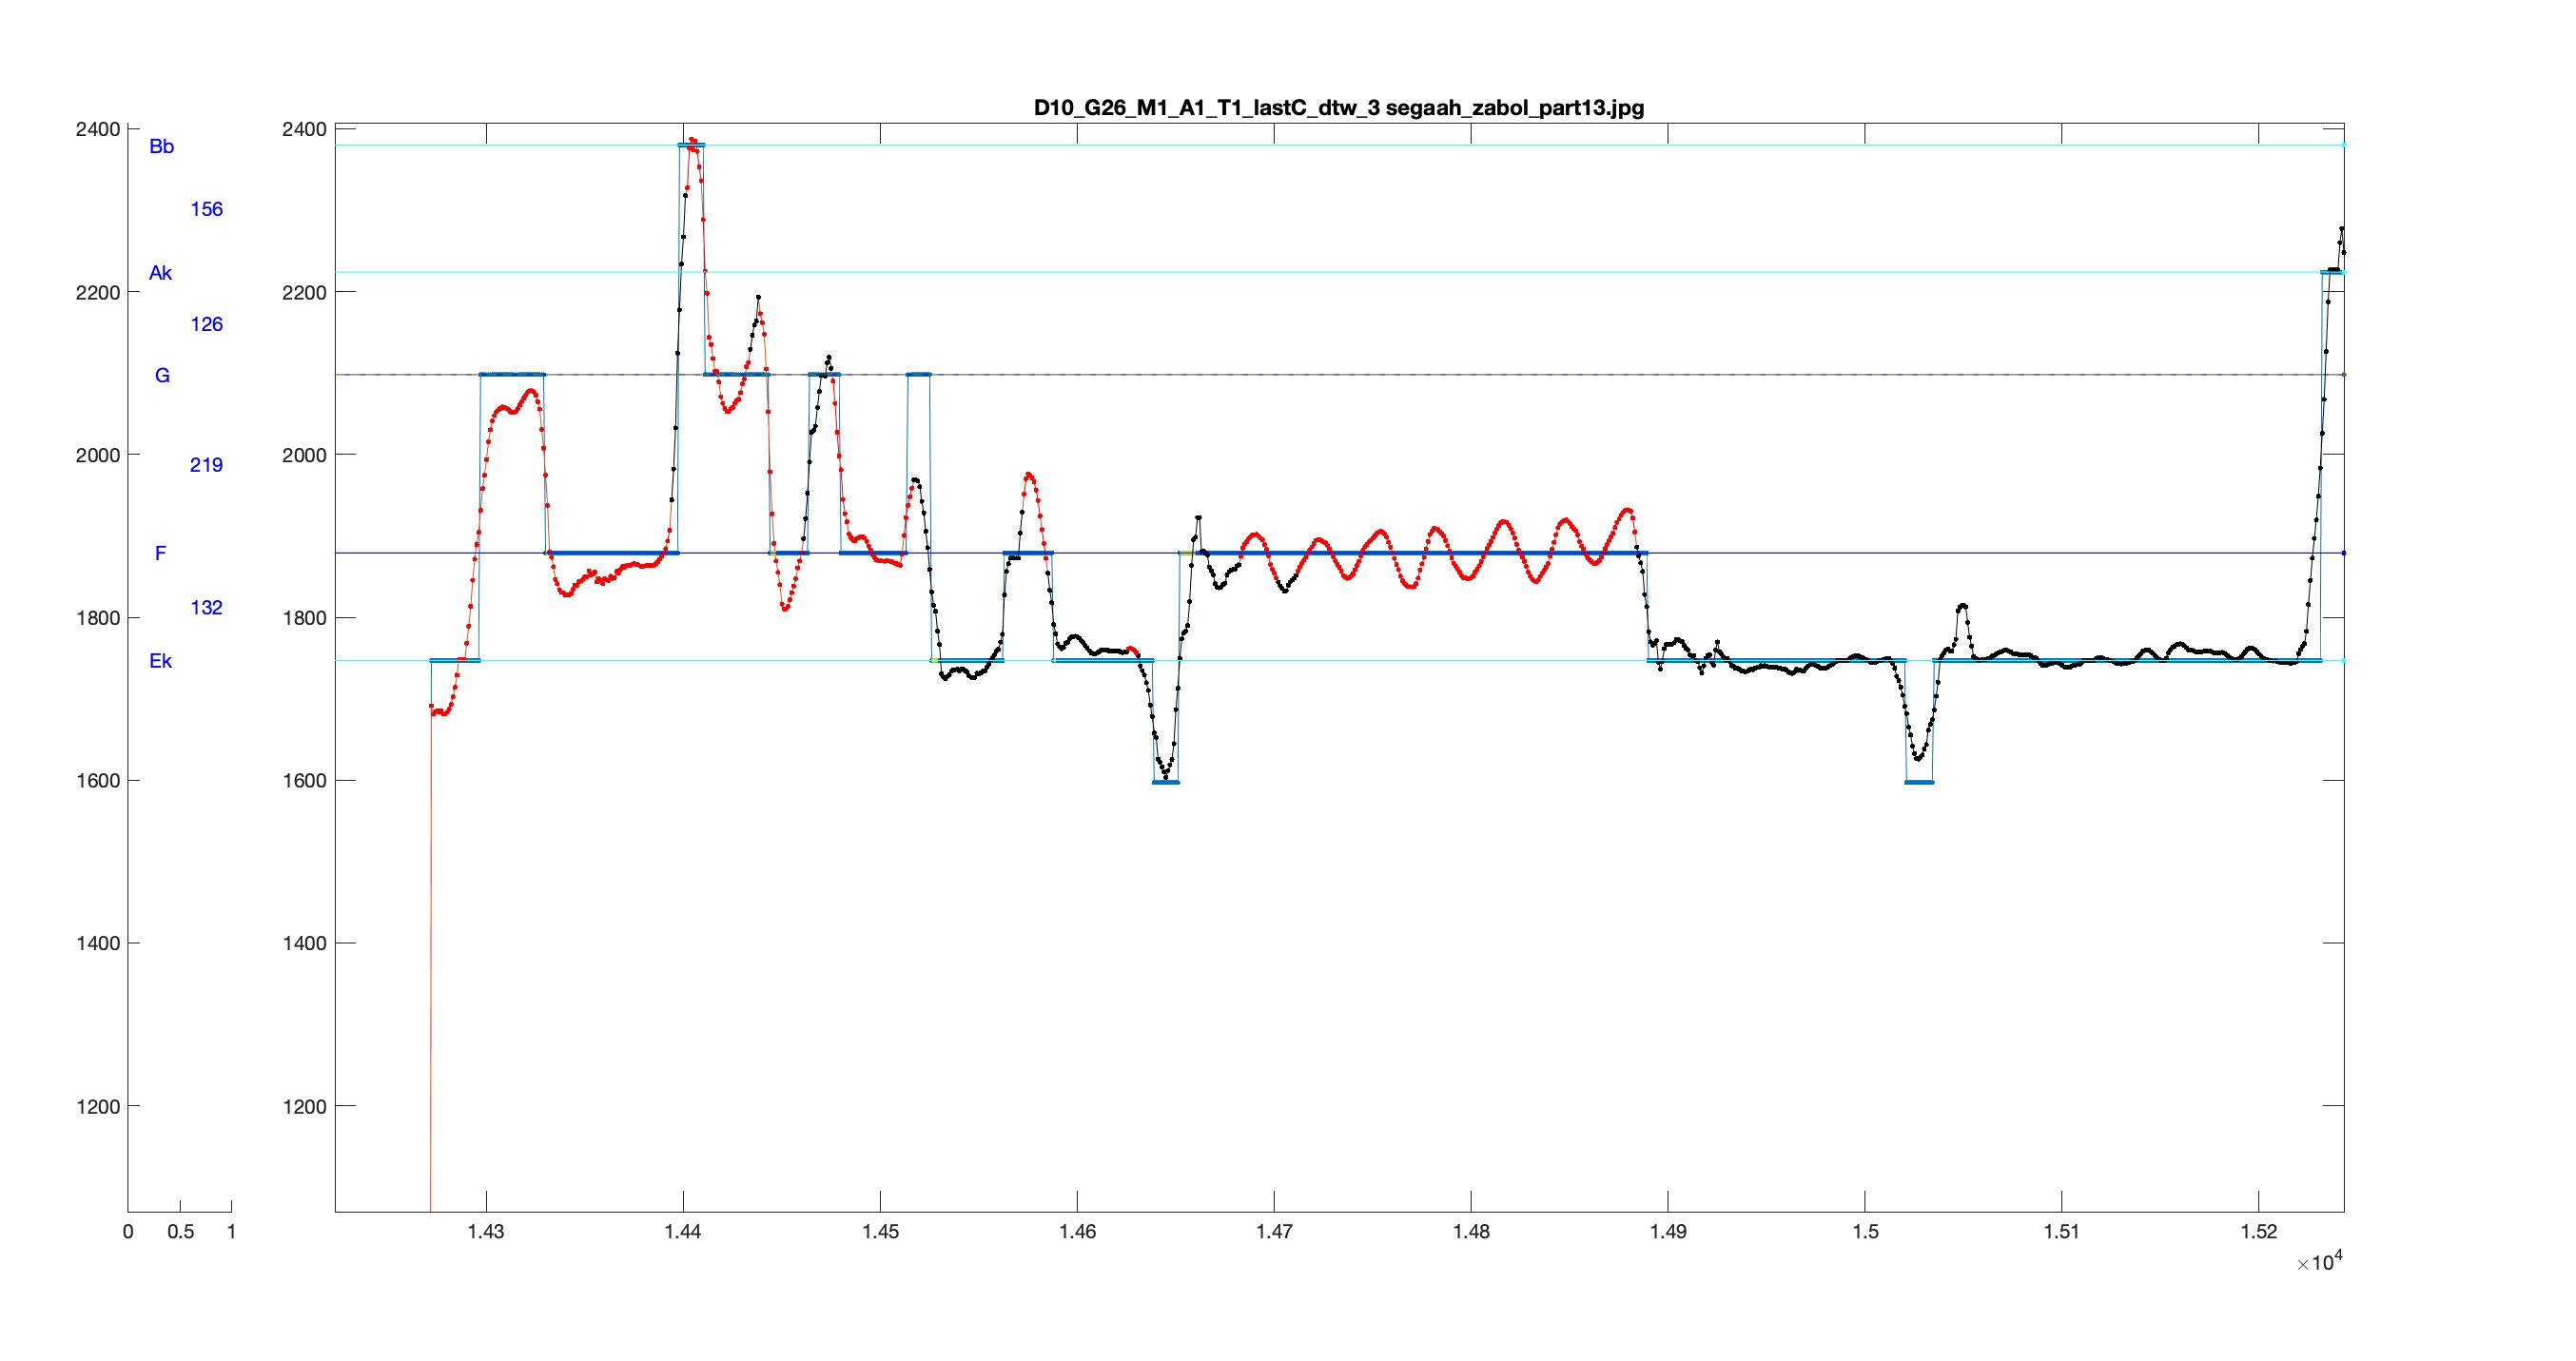 D10_G26_M1_A1_T1_lastC_dtw_3 segaah_zabol_part13.jpg
2400 2400
Bb
156
Ak
2200 2200
126
G
2000 2000
219
F
1800 1800
132
Ek
1600 1600
1400 1400
1200 1200
0 0.5 1 1.43 1.44 1.45 1.46 1.47 1.48 1.49 1.5 1.51 1.52
×10⁴